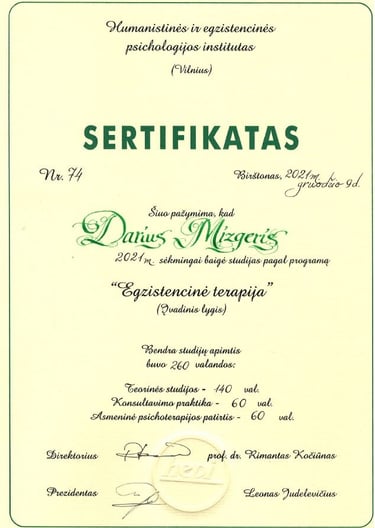 Humanistinės ir egzistencinės
psichologijos institutas
(Vilnius)
SERTIFIKATAS
Nr. 74
Birštonas, 2021 m.
gruodžio 9 d.
Šiuo pažymima, kad
Darius Mizgeris
2021 m. sėkmingai baigė studijas pagal programą
"Egzistencinė terapija"
(Įvadinis lygis)
Bendra studijų apimtis
buvo 260 valandos:
Teorinės studijos - 140 val.
Konsultavimo praktika - 60 val.
Asmeninė psichoterapijos patirtis - 60 val.
Direktorius prof. dr. Rimantas Kočiūnas
hepi
Prezidentas Leonas Judelevičius